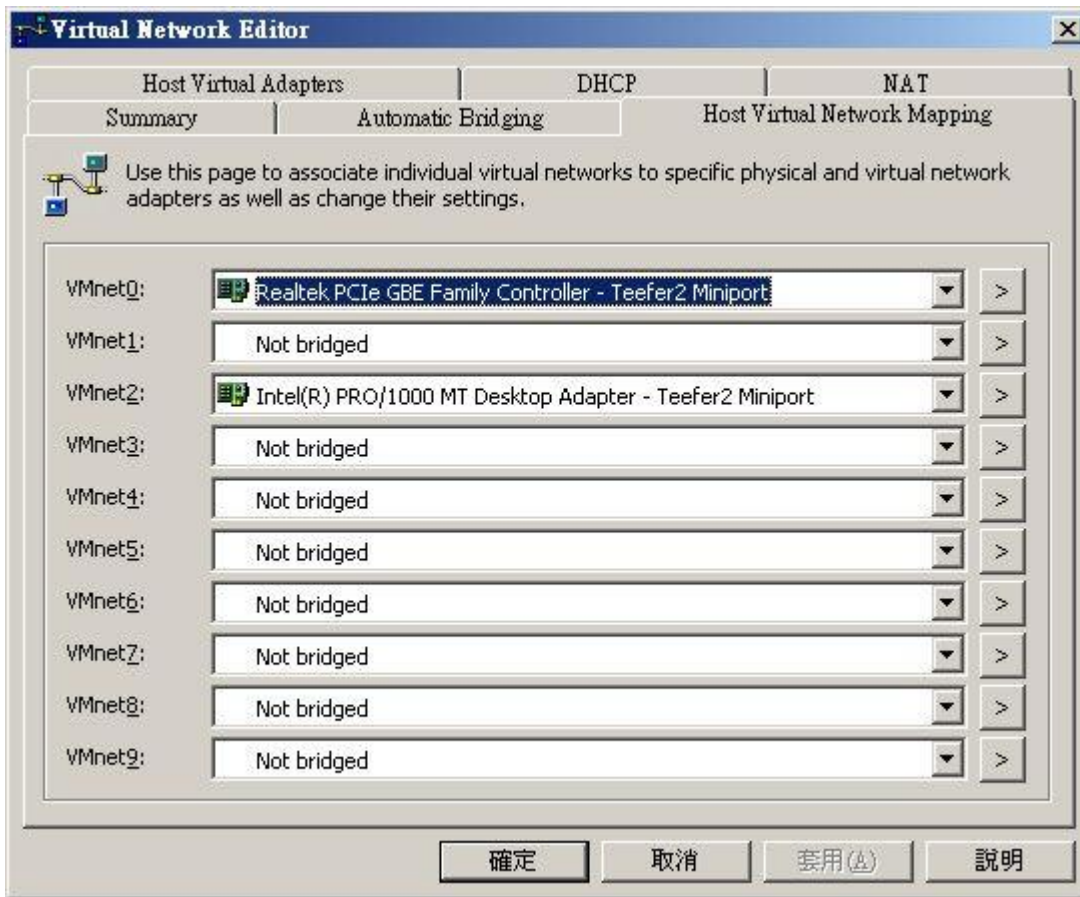 Virtual Network Editor
Host Virtual Adapters DHCP NAT
Summary Automatic Bridging Host Virtual Network Mapping
Use this page to associate individual virtual networks to specific physical and virtual network
adapters as well as change their settings.
VMnet0: Realtek PCIe GBE Family Controller - Teefer2 Miniport >
VMnet1: Not bridged >
VMnet2: Intel(R) PRO/1000 MT Desktop Adapter - Teefer2 Miniport >
VMnet3: Not bridged >
VMnet4: Not bridged >
VMnet5: Not bridged >
VMnet6: Not bridged >
VMnet7: Not bridged >
VMnet8: Not bridged >
VMnet9: Not bridged >
確定 取消 套用(A) 說明